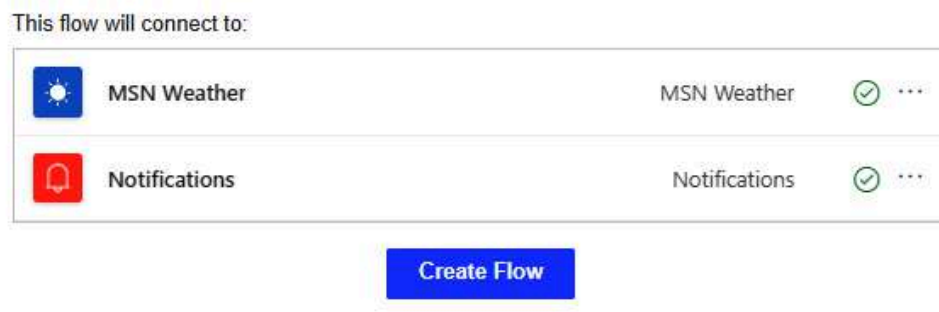 This flow will connect to:
MSN Weather MSN Weather ...
Notifications Notifications ...
Create Flow